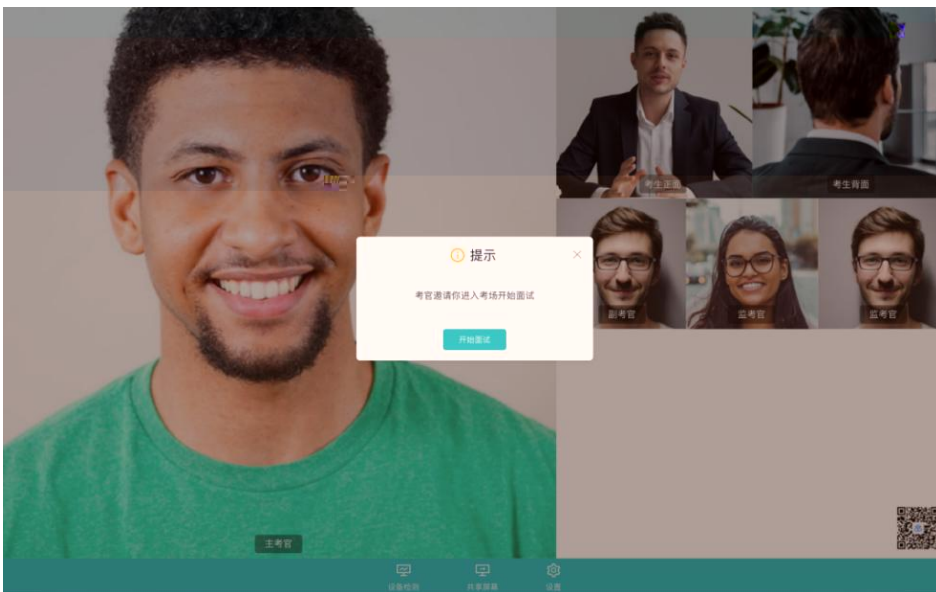 考生正面
考生背面
提示
考官邀请你进入考场开始面试
开始面试
副考官
监考官
监考官
主考官
设备检测
共享屏幕
设置